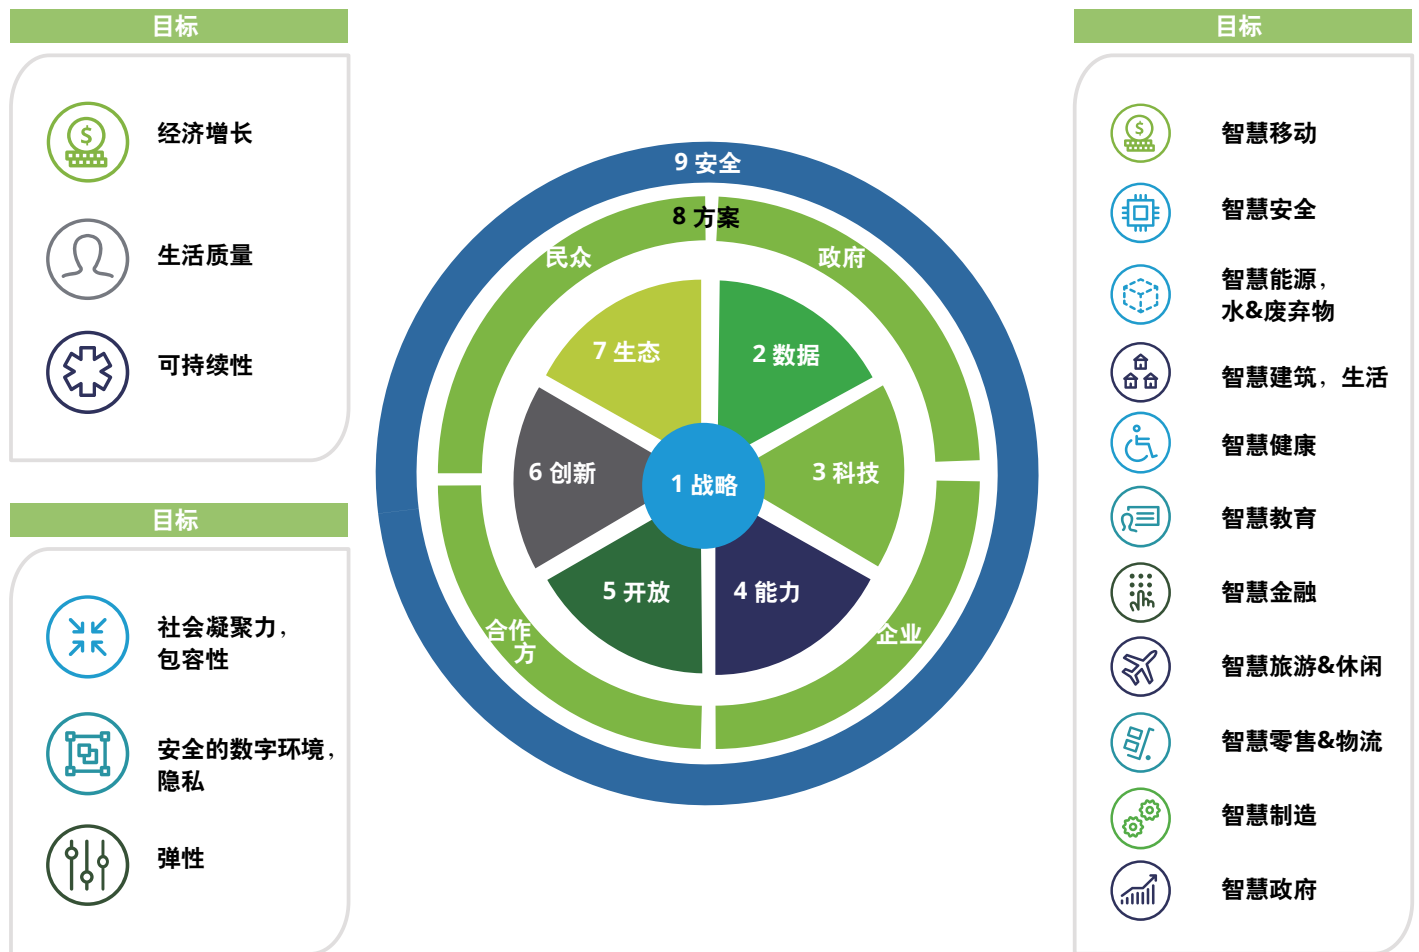 目标
经济增长
生活质量
可持续性
目标
社会凝聚力，
包容性
安全的数字环境，
隐私
弹性
9 安全
8 方案
民众
政府
7 生态
2 数据
6 创新
1 战略
3 科技
5 开放
4 能力
合作
方
企业
目标
智慧移动
智慧安全
智慧能源，
水&废弃物
智慧建筑，生活
智慧健康
智慧教育
智慧金融
智慧旅游&休闲
智慧零售&物流
智慧制造
智慧政府